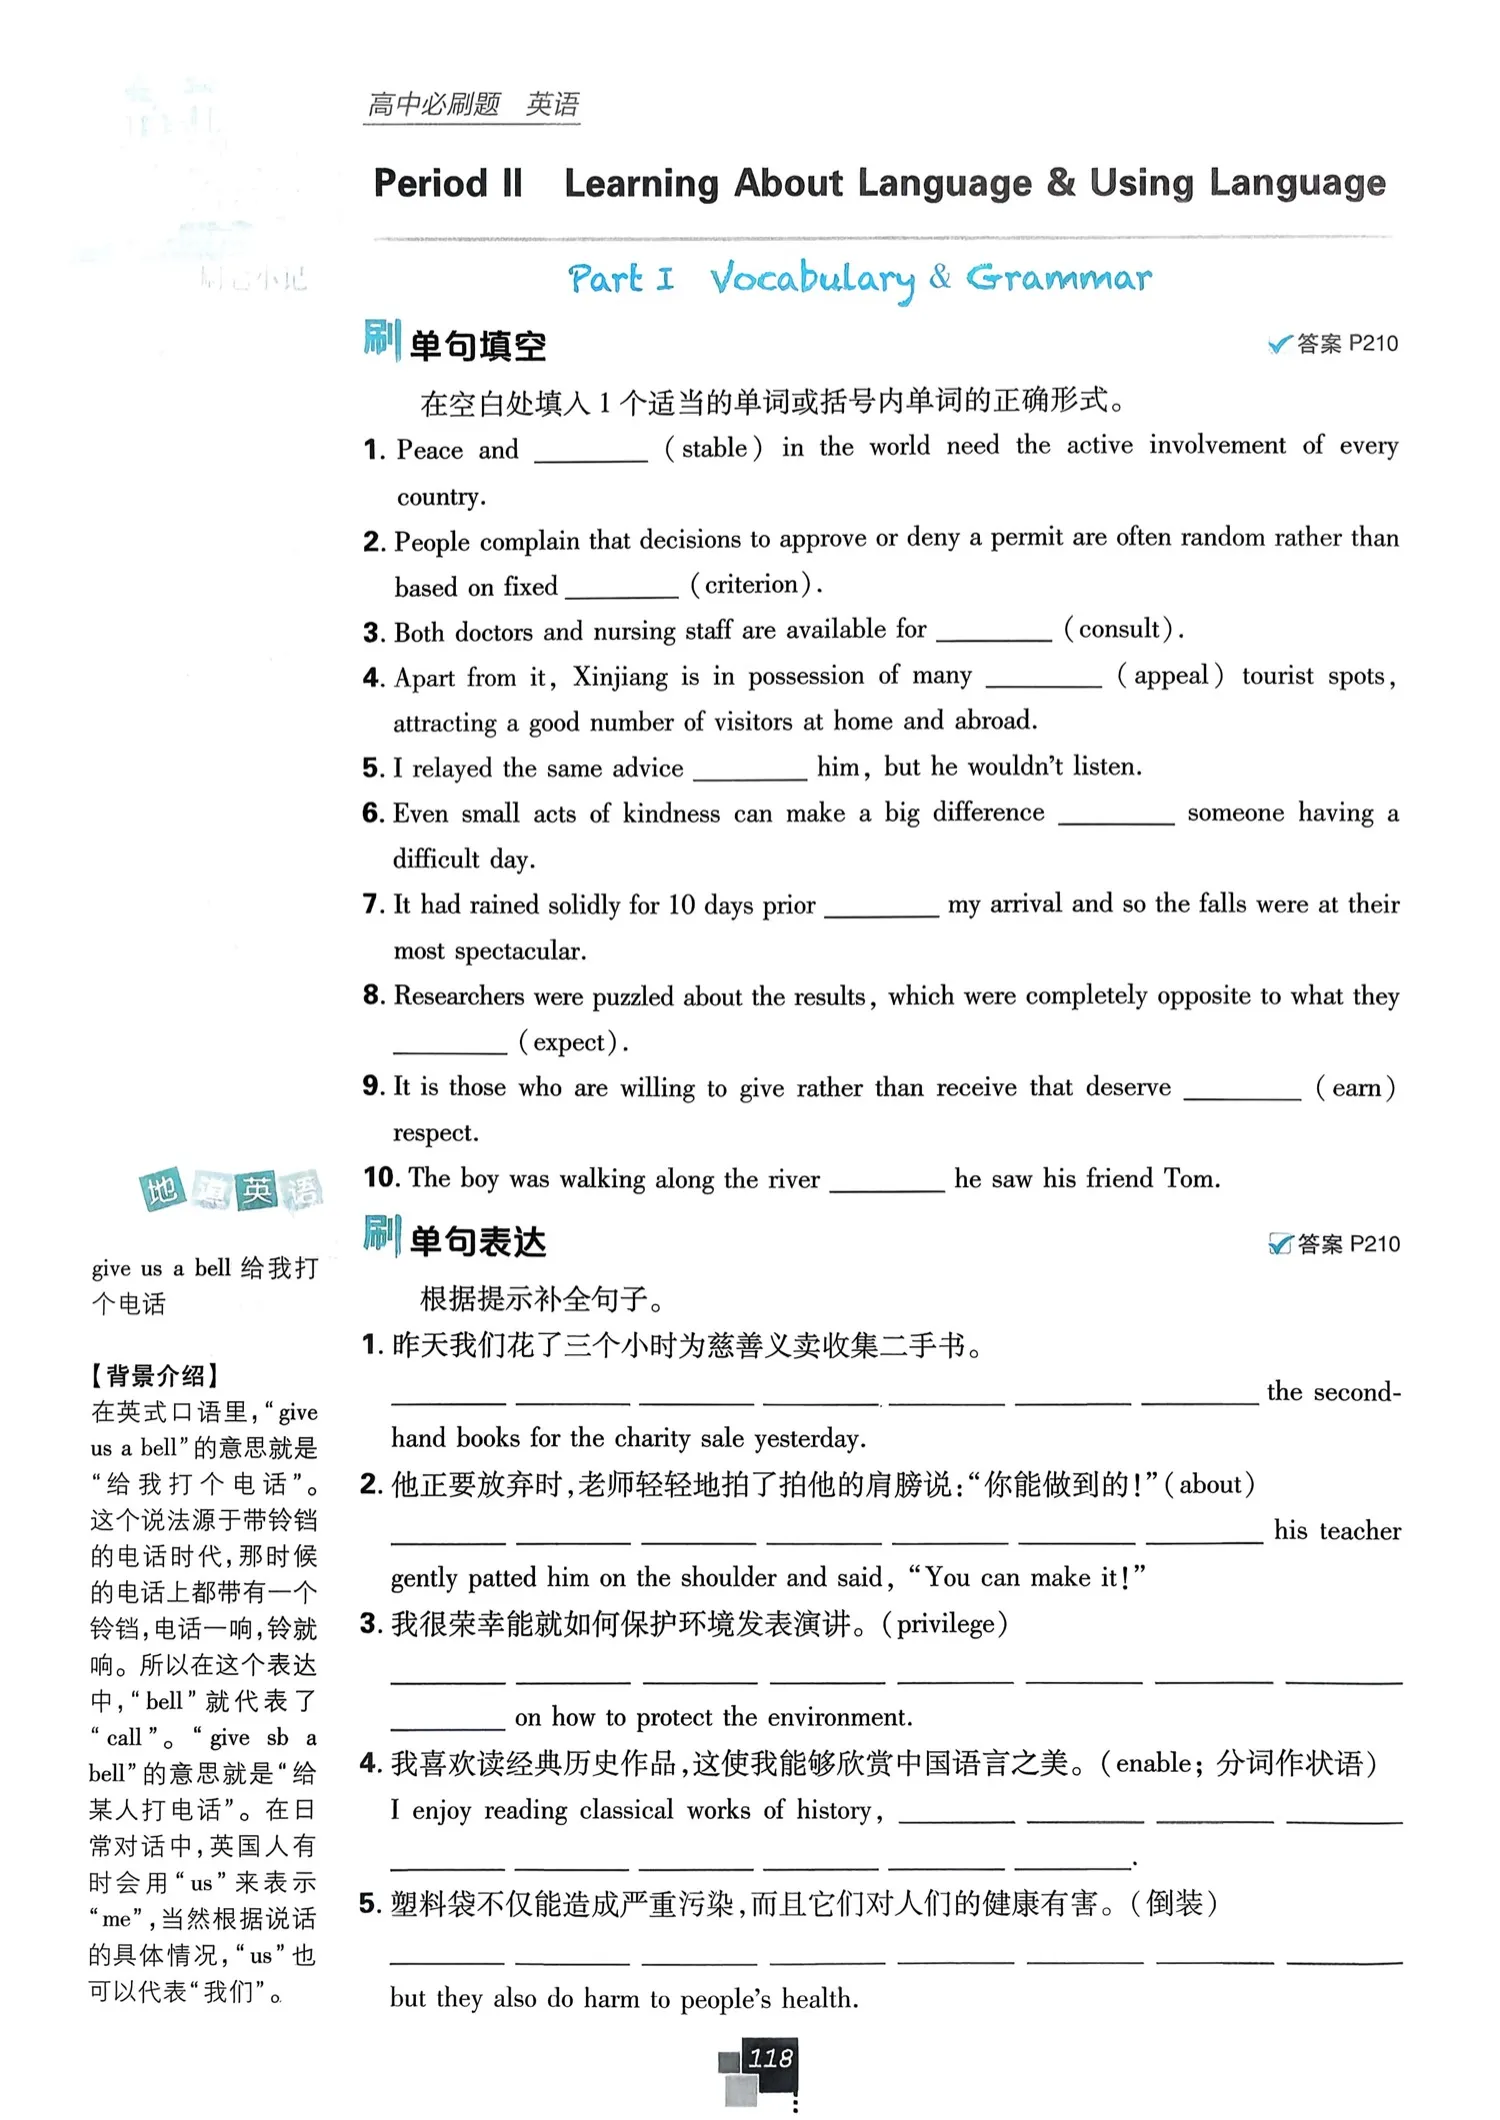 高中必刷题 英语
Period II Learning About Language & Using Language
Part I Vocabulary & Grammar
刷 单句填空
答案 P210
在空白处填入 1 个适当的单词或括号内单词的正确形式。
1. Peace and ________ (stable) in the world need the active involvement of every
country.
2. People complain that decisions to approve or deny a permit are often random rather than
based on fixed ________ (criterion).
3. Both doctors and nursing staff are available for ________ (consult).
4. Apart from it, Xinjiang is in possession of many ________ (appeal) tourist spots,
attracting a good number of visitors at home and abroad.
5. I relayed the same advice ________ him, but he wouldn't listen.
6. Even small acts of kindness can make a big difference ________ someone having a
difficult day.
7. It had rained solidly for 10 days prior ________ my arrival and so the falls were at their
most spectacular.
8. Researchers were puzzled about the results, which were completely opposite to what they
________ (expect).
9. It is those who are willing to give rather than receive that deserve ________ (earn)
respect.
10. The boy was walking along the river ________ he saw his friend Tom.
刷 单句表达
答案 P210
根据提示补全句子。
1. 昨天我们花了三个小时为慈善义卖收集二手书。
________ ________ ________ ________ ________ ________ ________ the second-
hand books for the charity sale yesterday.
2. 他正要放弃时,老师轻轻地拍了拍他的肩膀说:“你能做到的!”(about)
________ ________ ________ ________ ________ ________ ________ his teacher
gently patted him on the shoulder and said, “You can make it!”
3. 我很荣幸能就如何保护环境发表演讲。(privilege)
________ ________ ________ ________ ________ ________ ________ ________
________ on how to protect the environment.
4. 我喜欢读经典历史作品,这使我能够欣赏中国语言之美。(enable; 分词作状语)
I enjoy reading classical works of history, ________ ________ ________ ________
________ ________ ________ ________ ________ ________.
5. 塑料袋不仅能造成严重污染,而且它们对人们的健康有害。(倒装)
________ ________ ________ ________ ________ ________ ________ ________
but they also do harm to people's health.
地道英语
give us a bell 给我打
个电话
【背景介绍】
在英式口语里,“give
us a bell”的意思就是
“给我打个电话”。
这个说法源于带铃铛
的电话时代,那时候
的电话上都带有一个
铃铛,电话一响,铃就
响。所以在这个表达
中,“bell”就代表了
“call”。“give sb a
bell”的意思就是“给
某人打电话”。在日
常对话中,英国人有
时会用“us”来表示
“me”,当然根据说话
的具体情况,“us”也
可以代表“我们”。
118